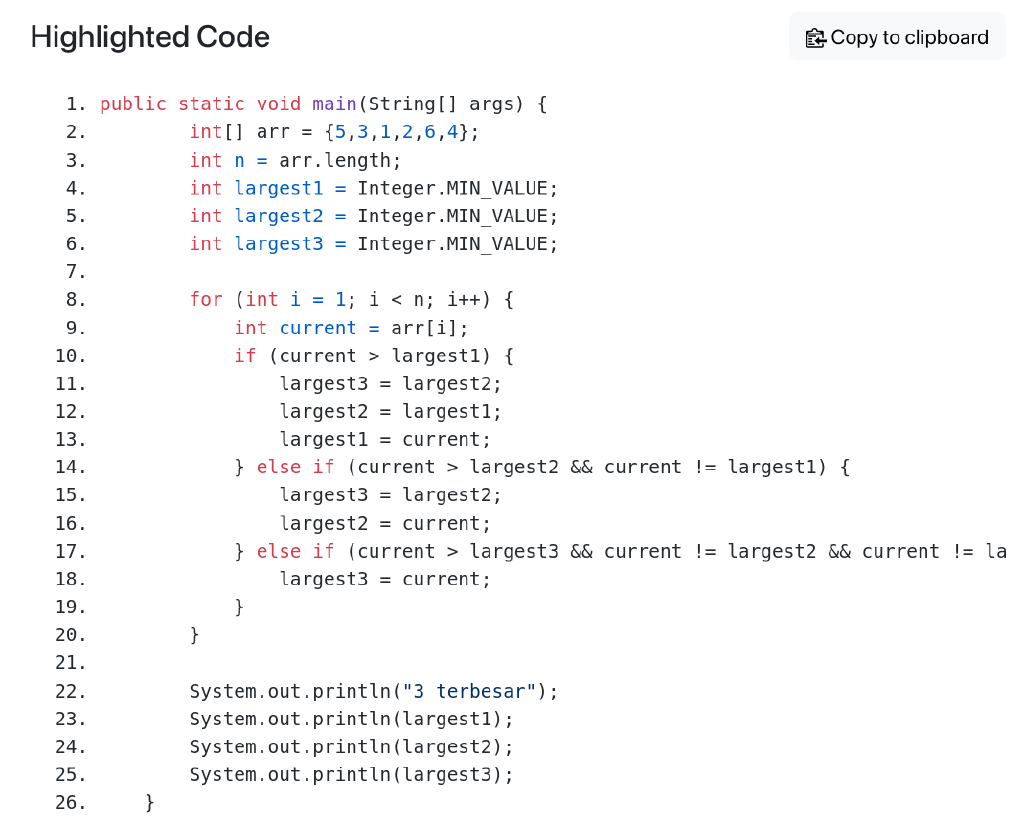 Highlighted Code
Copy to clipboard
1. public static void main(String[] args) {
2. int[] arr = {5,3,1,2,6,4};
3. int n = arr.length;
4. int largest1 = Integer.MIN_VALUE;
5. int largest2 = Integer.MIN_VALUE;
6. int largest3 = Integer.MIN_VALUE;
7.
8. for (int i = 1; i < n; i++) {
9. int current = arr[i];
10. if (current > largest1) {
11. largest3 = largest2;
12. largest2 = largest1;
13. largest1 = current;
14. } else if (current > largest2 && current != largest1) {
15. largest3 = largest2;
16. largest2 = current;
17. } else if (current > largest3 && current != largest2 && current != la
18. largest3 = current;
19. }
20. }
21.
22. System.out.println("3 terbesar");
23. System.out.println(largest1);
24. System.out.println(largest2);
25. System.out.println(largest3);
26. }